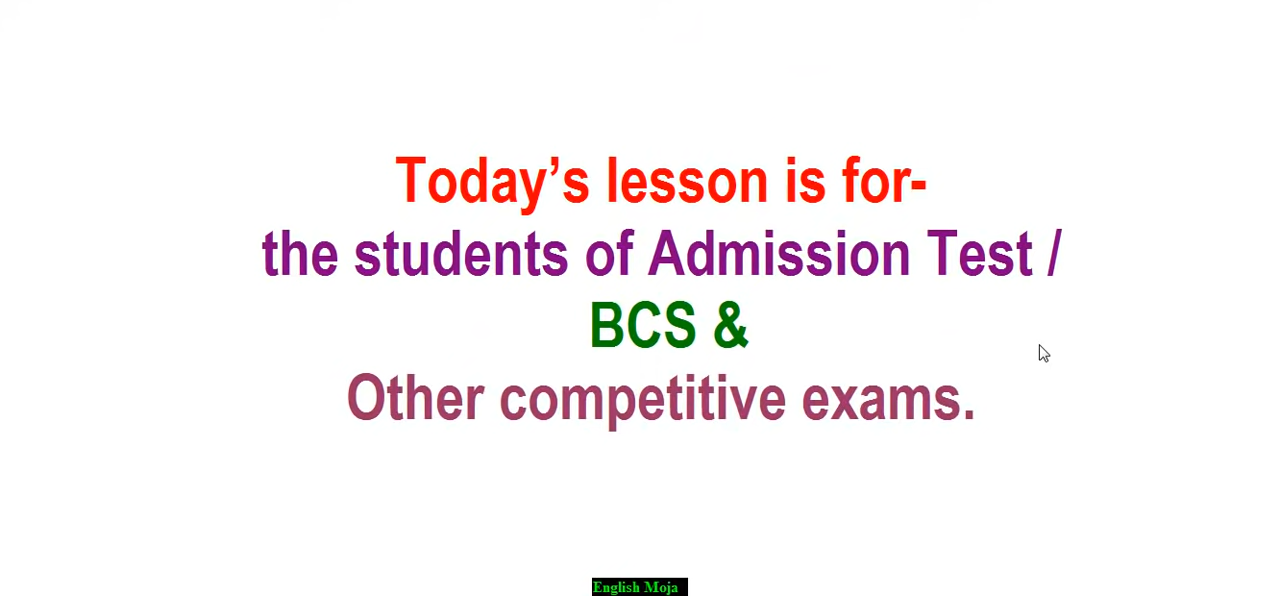 Today’s lesson is for-
the students of Admission Test /
BCS &
Other competitive exams.
English Moja